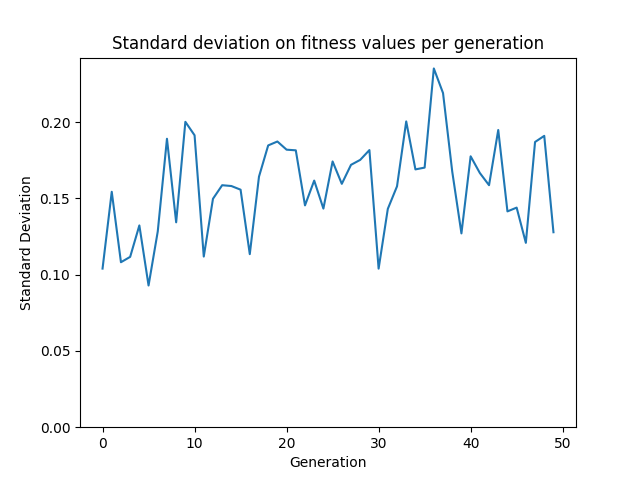 Standard deviation on fitness values per generation
0.20
0.15
0.10
0.05
0.00
Standard Deviation
0 10 20 30 40 50
Generation